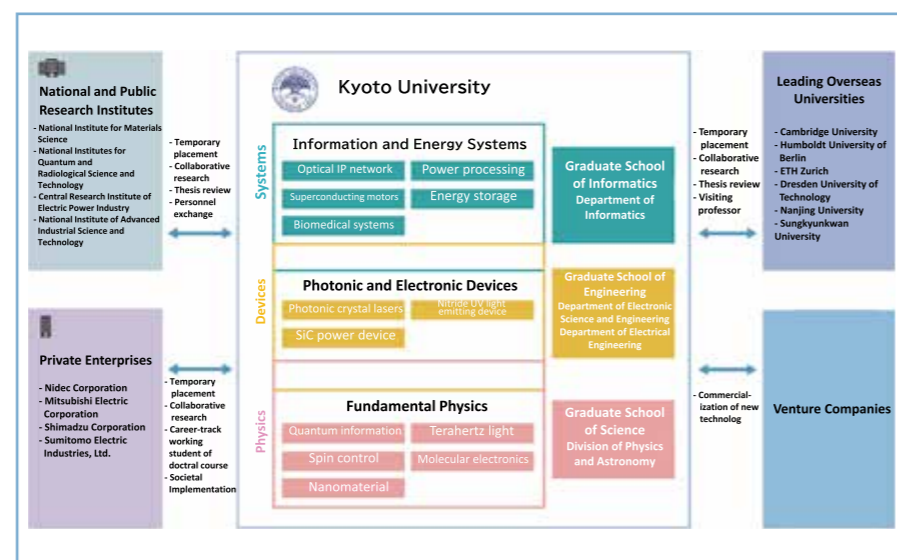 National and Public
Research Institutes
- National Institute for Materials
Science
- National Institutes for
Quantum and
Radiological Science and
Technology
- Central Research Institute of
Electric Power Industry
- National Institute of Advanced
Industrial Science and
Technology
- Temporary
placement
- Collaborative
research
- Thesis review
- Personnel
exchange
Private Enterprises
- Nidec Corporation
- Mitsubishi Electric
Corporation
- Shimadzu Corporation
- Sumitomo Electric
Industries, Ltd.
- Temporary
placement
- Collaborative
research
- Career-track
working
student of
doctral course
- Societal
Implementation
Kyoto University
Systems
Information and Energy Systems
Optical IP network
Power processing
Superconducting motors
Energy storage
Biomedical systems
Graduate School
of Informatics
Department of
Informatics
Devices
Photonic and Electronic Devices
Photonic crystal lasers
Nitride UV light
emitting device
SiC power device
Graduate School of
Engineering
Department of Electronic
Science and Engineering
Department of Electrical
Engineering
Physics
Fundamental Physics
Quantum information
Terahertz light
Spin control
Molecular electronics
Nanomaterial
Graduate School
of Science
Division of Physics
and Astronomy
- Temporary
placement
- Collaborative
research
- Thesis review
- Visiting
professor
Leading Overseas
Universities
- Cambridge University
- Humboldt University of
Berlin
- ETH Zurich
- Dresden University of
Technology
- Nanjing University
- Sungkyunkwan
University
- Commercial-
ization of new
technolog
Venture Companies